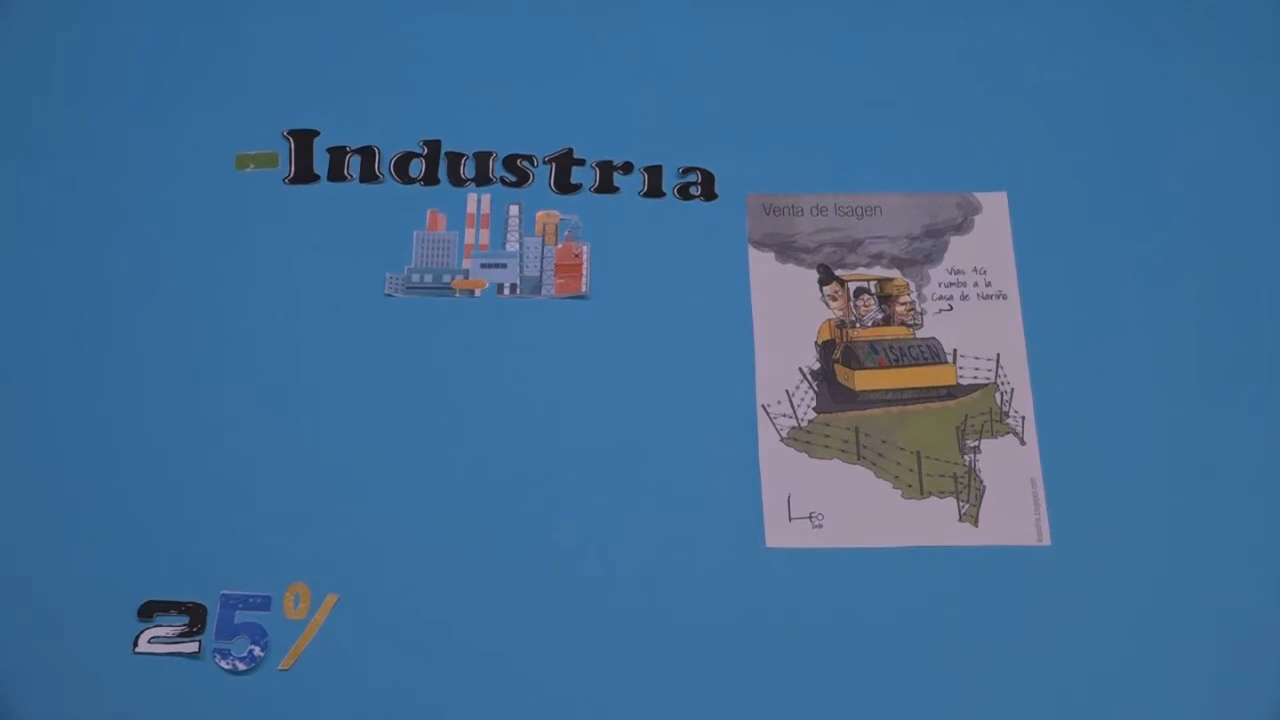 -Industria
Venta de Isagen
Vías 4G
rumbo a la
Casa de Nariño
ISAGEN
LEO
25%